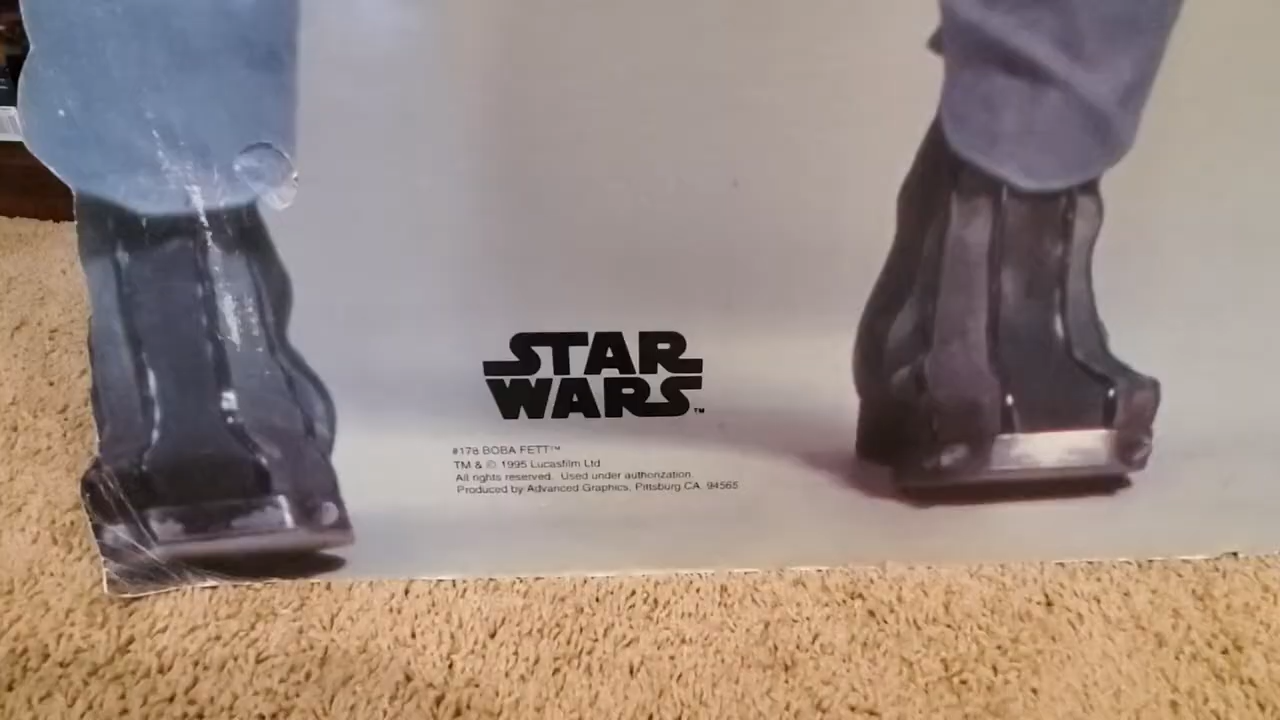 STAR
WARS™
#178 BOBA FETT™
TM & © 1995 Lucasfilm Ltd
All rights reserved. Used under authorization.
Produced by Advanced Graphics, Pittsburg CA. 94565